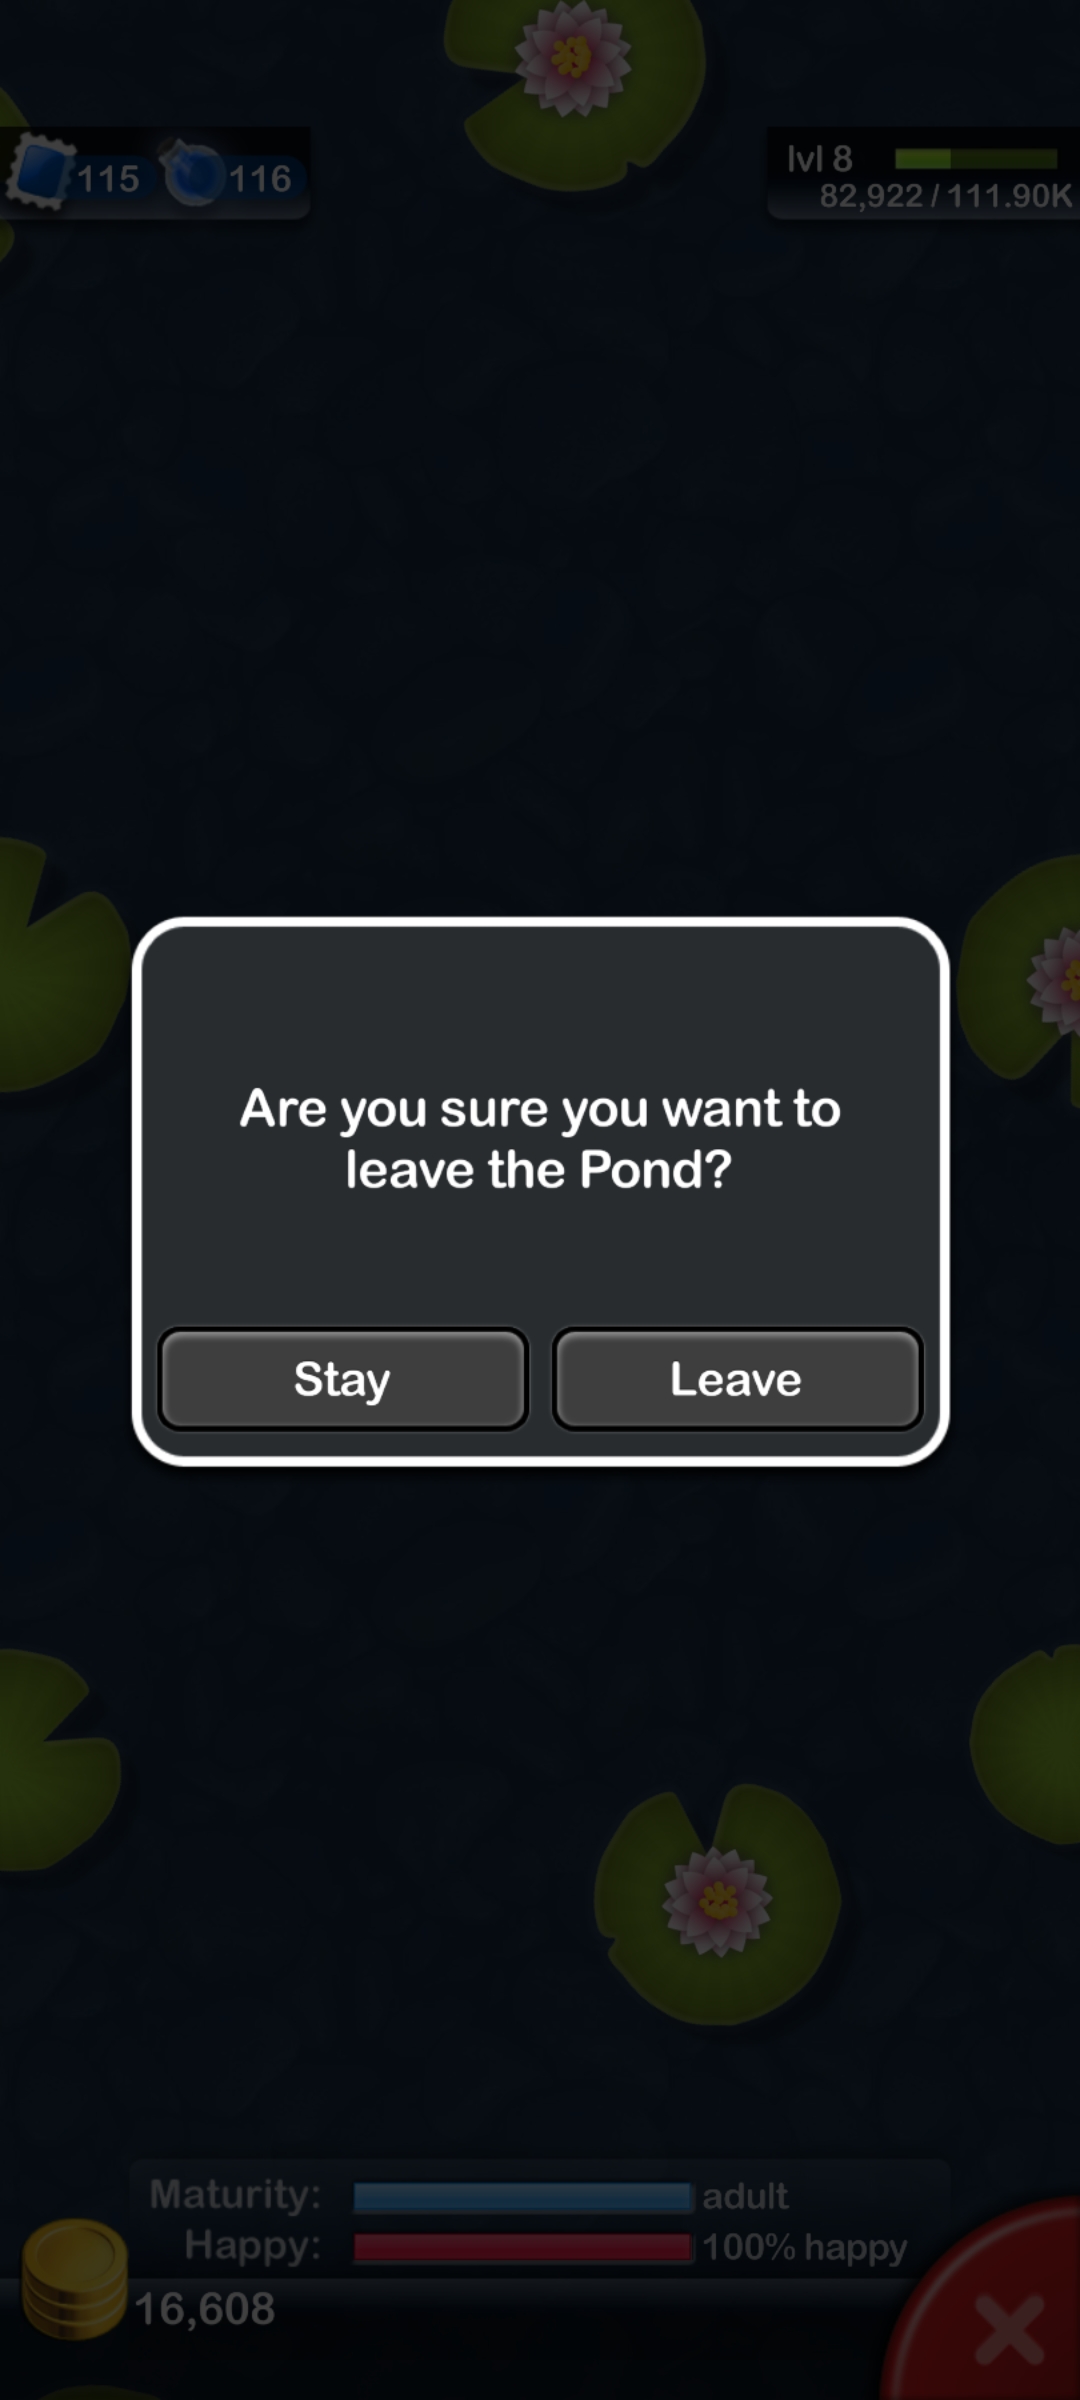 115 116
lvl 8
82,922 / 111.90K
Are you sure you want to
leave the Pond?
Stay Leave
Maturity: adult
Happy: 100% happy
16,608